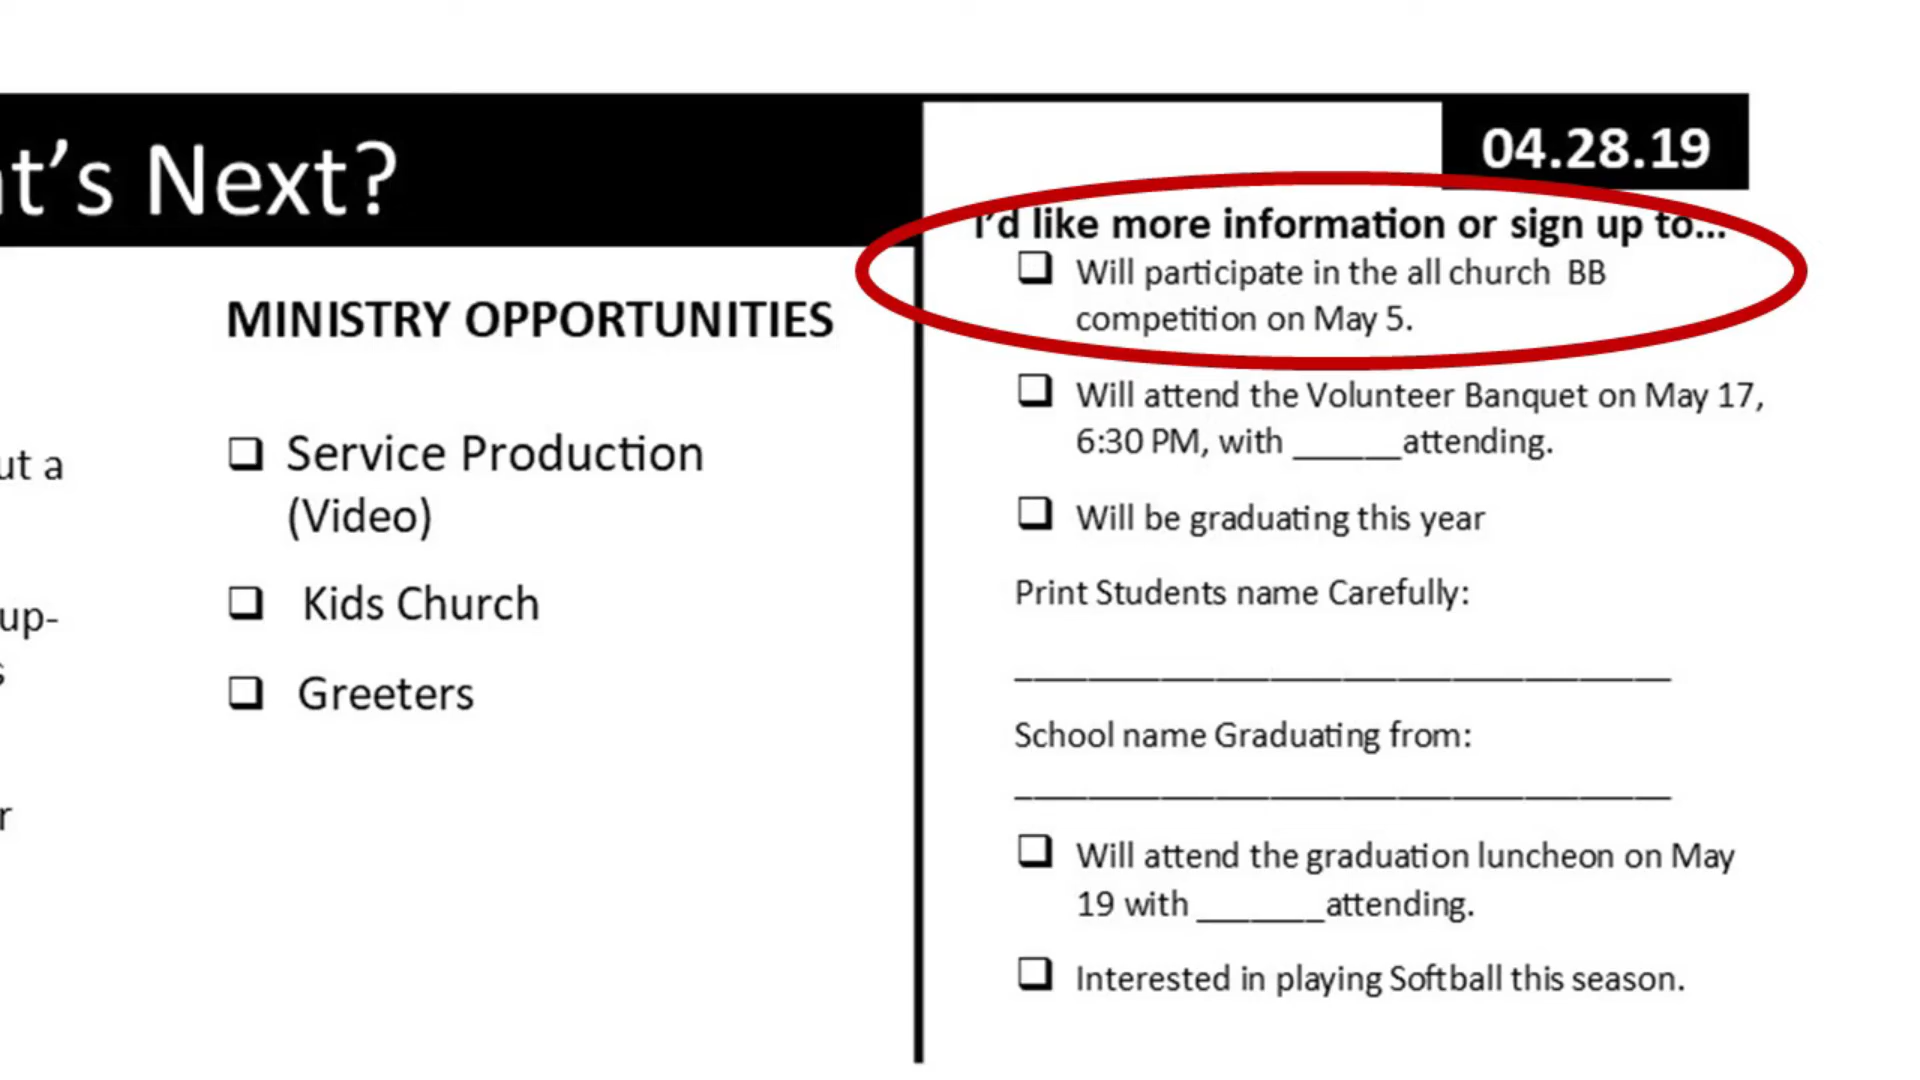 t’s Next?
04.28.19
MINISTRY OPPORTUNITIES
ut a
up-
r
Service Production
(Video)
Kids Church
Greeters
I’d like more information or sign up to...
Will participate in the all church  BB
competition on May 5.
Will attend the Volunteer Banquet on May 17,
6:30 PM, with ______attending.
Will be graduating this year
Print Students name Carefully:
____________________________________
School name Graduating from:
____________________________________
Will attend the graduation luncheon on May
19 with _______attending.
Interested in playing Softball this season.